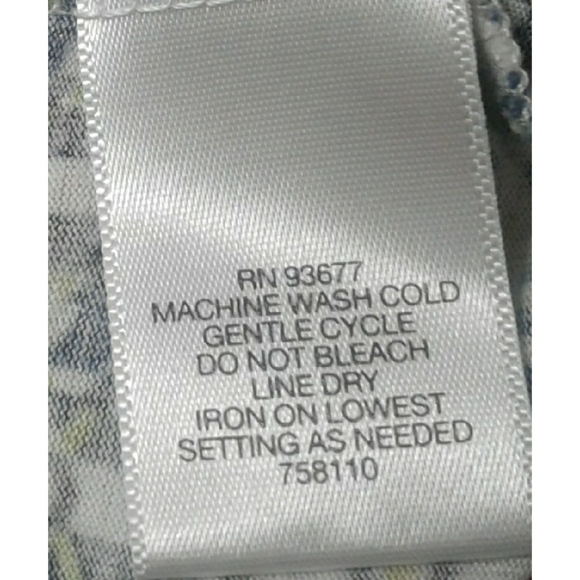 RN 93677
MACHINE WASH COLD
GENTLE CYCLE
DO NOT BLEACH
LINE DRY
IRON ON LOWEST
SETTING AS NEEDED
758110